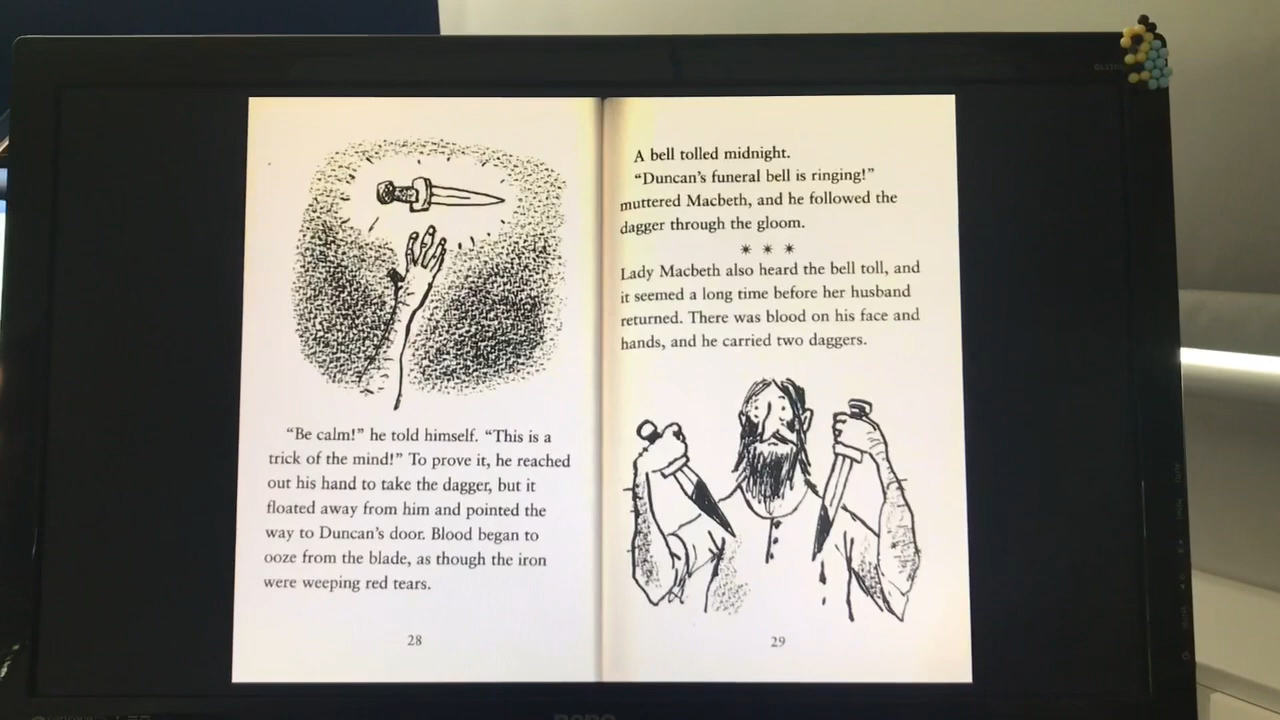 “Be calm!” he told himself. “This is a
trick of the mind!” To prove it, he reached
out his hand to take the dagger, but it
floated away from him and pointed the
way to Duncan’s door. Blood began to
ooze from the blade, as though the iron
were weeping red tears.
28
A bell tolled midnight.
“Duncan’s funeral bell is ringing!”
muttered Macbeth, and he followed the
dagger through the gloom.
✶ ✶ ✶
Lady Macbeth also heard the bell toll, and
it seemed a long time before her husband
returned. There was blood on his face and
hands, and he carried two daggers.
29